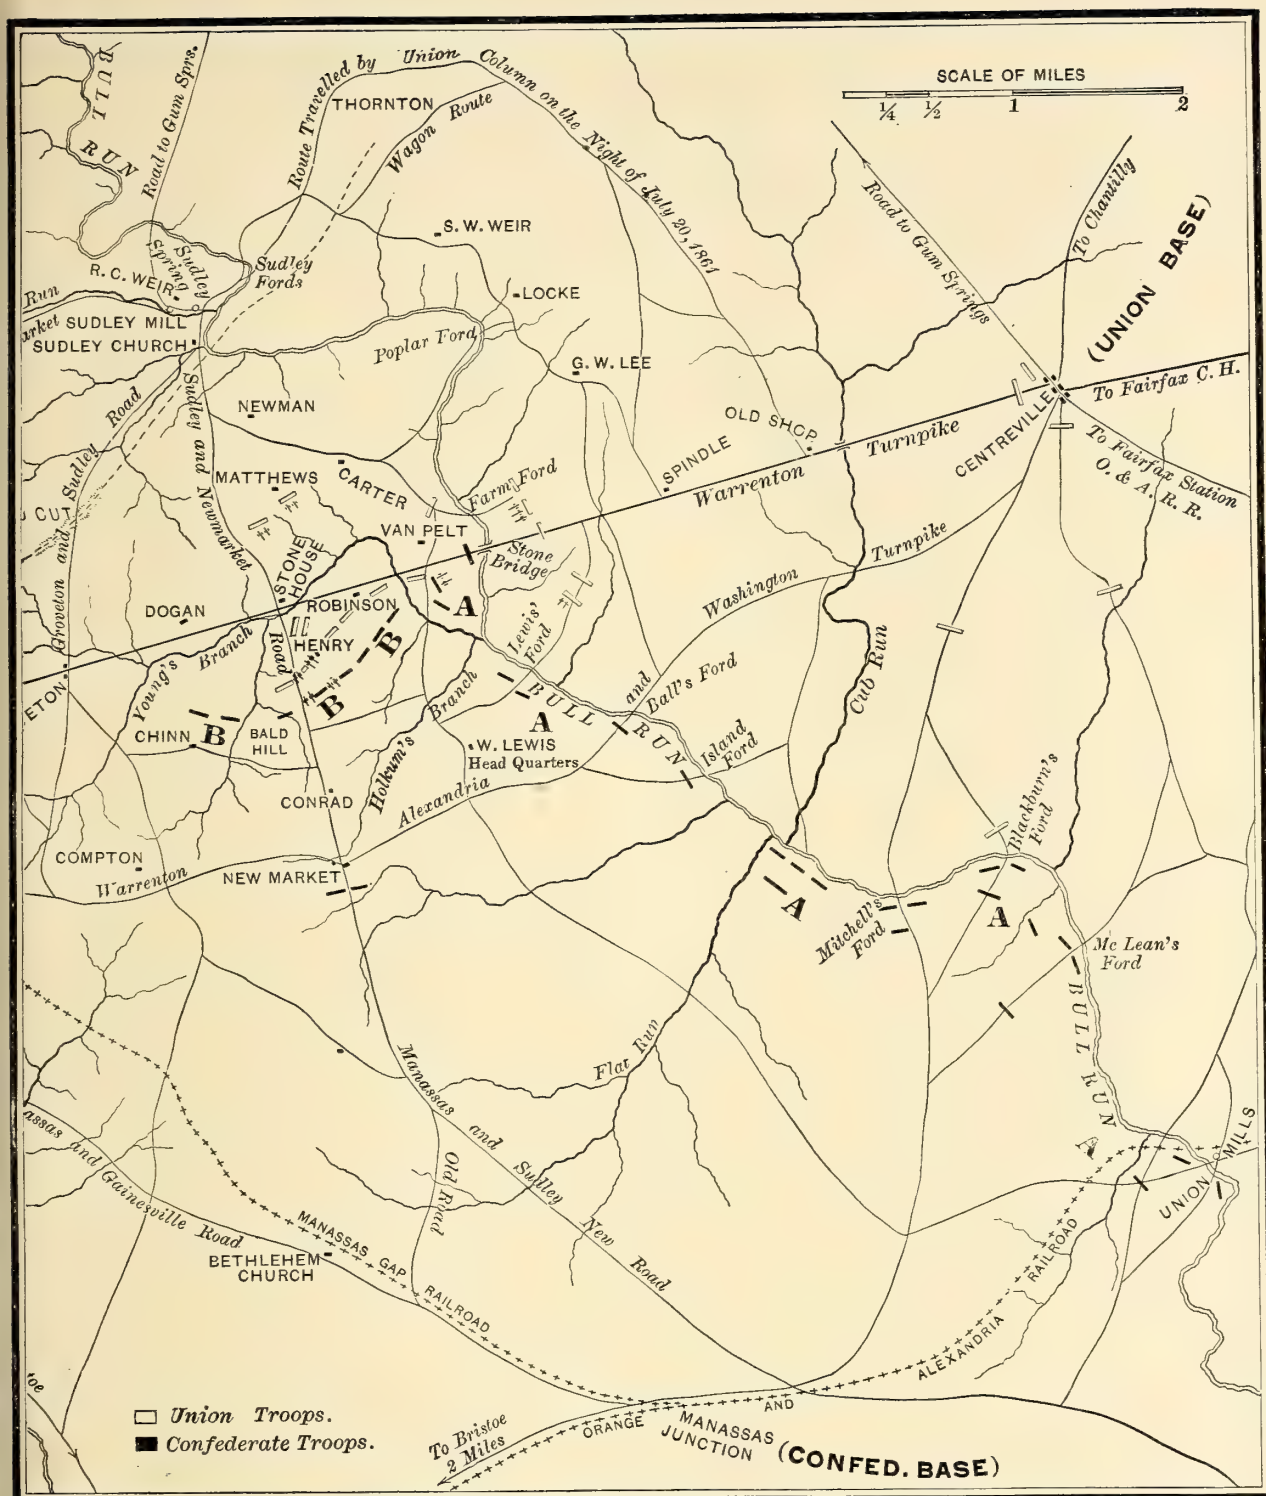 SCALE OF MILES
1/4 1/2 1 2
BULL RUN
Road to Gum Sprs.
Route Travelled by Union Column on the Night of July 20, 1861
THORNTON
Wagon Route
Road to Gum Springs
To Chantilly
(UNION BASE)
S. W. WEIR
Sudley Spring
Sudley
R. C. WEIR
Sudley Fords
LOCKE
Run
arket
SUDLEY MILL
SUDLEY CHURCH
Poplar Ford
G. W. LEE
To Fairfax C. H.
CENTREVILLE
To Fairfax Station
O. & A. R. R.
NEWMAN
OLD SHOP
SPINDLE
Warrenton Turnpike
Groveton and Sudley Road
Sudley and Newmarket Road
MATTHEWS
CARTER
Farm Ford
CUT
VAN PELT
Stone Bridge
STONE HOUSE
Washington Turnpike
DOGAN
ROBINSON
A
B
HENRY
Lewis' Ford
Young's Branch
ETON
B
B
CHINN
BALD HILL
Holkum's Branch
BULL RUN
A
and
Ball's Ford
Cub Run
W. LEWIS
Head Quarters
Island Ford
CONRAD
Alexandria
Blackburn's Ford
COMPTON
Warrenton
NEW MARKET
A
Mitchell's Ford
A
Mc Lean's Ford
BULL RUN
Flat Run
Manassas and Sudley New Road
Old Road
A
UNION MILLS
assas and Gainesville Road
BETHLEHEM CHURCH
MANASSAS GAP RAILROAD
ORANGE AND ALEXANDRIA RAILROAD
toe
Union Troops.
Confederate Troops.
To Bristoe
2 Miles
MANASSAS JUNCTION
(CONFED. BASE)